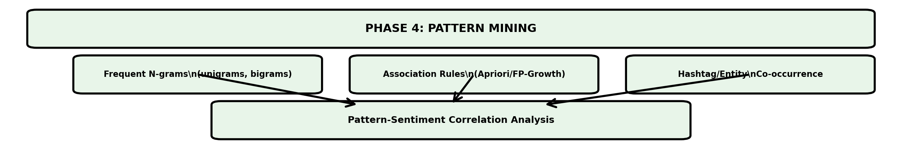 PHASE 4: PATTERN MINING
Frequent N-grams\n(unigrams, bigrams)
Association Rules\n(Apriori/FP-Growth)
Hashtag/Entity\nCo-occurrence
Pattern-Sentiment Correlation Analysis